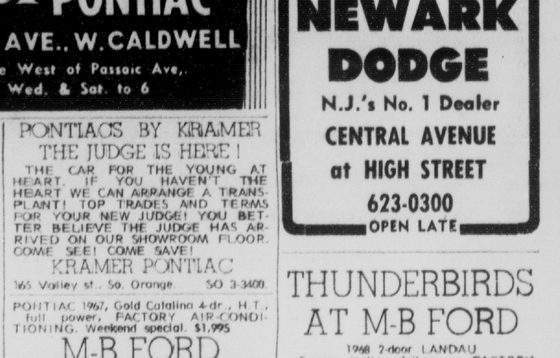 PONTIAC
AVE., W. CALDWELL
West of Passaic Ave,.
Wed. & Sat. to 6
PONTIACS BY KRAMER
THE JUDGE IS HERE!
THE CAR FOR THE YOUNG AT
HEART. IF YOU HAVEN'T THE
HEART WE CAN ARRANGE A TRANS-
PLANT! TOP TRADES AND TERMS
FOR YOUR NEW JUDGE! YOU BET-
TER BELIEVE THE JUDGE HAS AR-
RIVED ON OUR SHOWROOM FLOOR.
COME SEE! COME SAVE!
KRAMER PONTIAC
165 Valley st., So. Orange. SO 3-3400.
PONTIAC 1967, Gold Catalina 4-dr., H.T.,
full power, FACTORY AIR-CONDI-
TIONING. Weekend special. $1,995
M-B FORD
NEWARK
DODGE
N.J.'s No. 1 Dealer
CENTRAL AVENUE
at HIGH STREET
623-0300
OPEN LATE
THUNDERBIRDS
AT M-B FORD
1968 2-door LANDAU